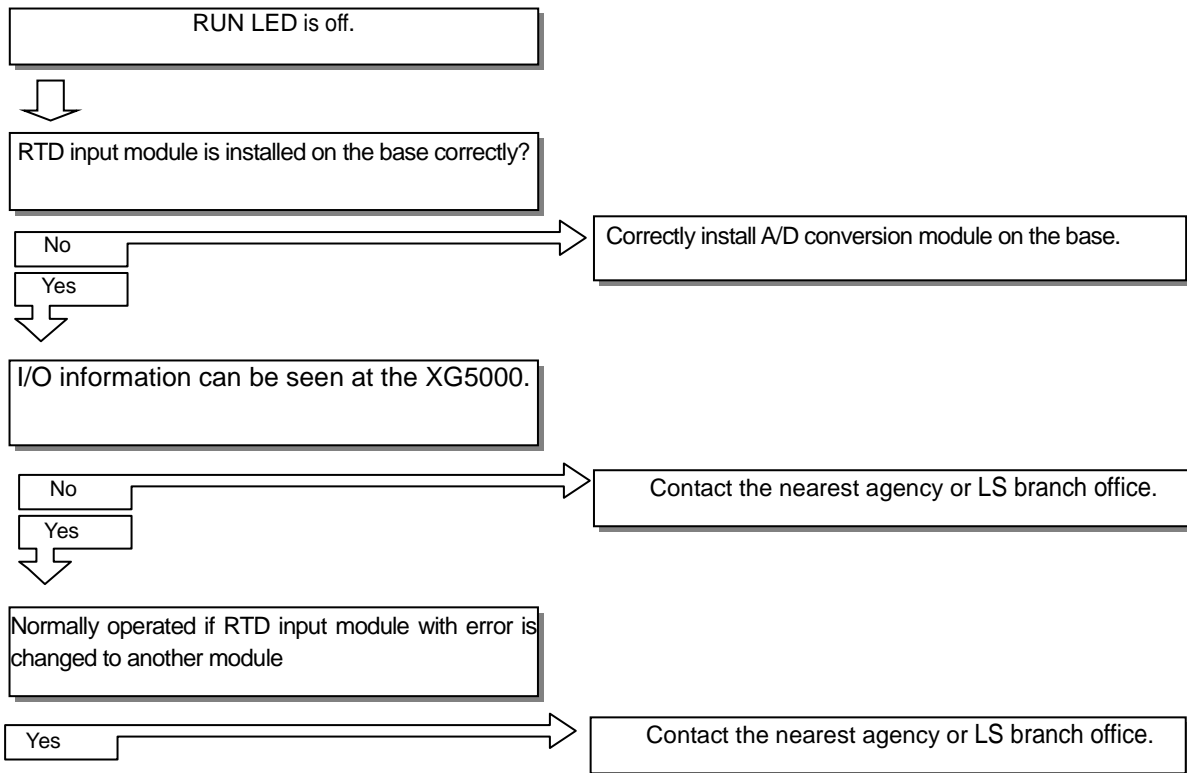 RUN LED is off.
RTD input module is installed on the base correctly?
No
Correctly install A/D conversion module on the base.
Yes
I/O information can be seen at the XG5000.
No
Contact the nearest agency or LS branch office.
Yes
Normally operated if RTD input module with error is
changed to another module
Yes
Contact the nearest agency or LS branch office.